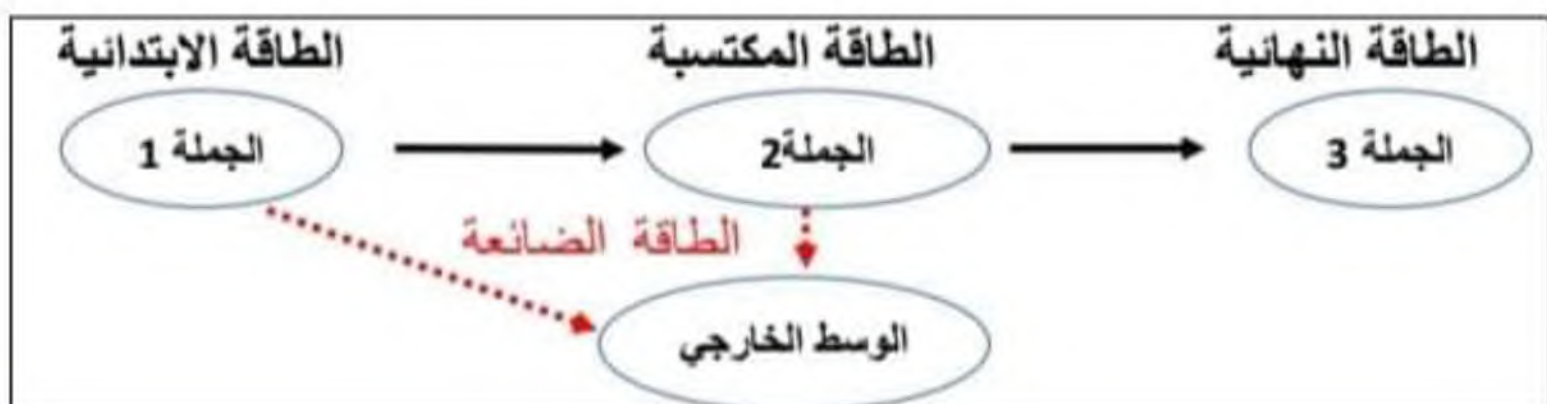 الطاقة الابتدائية الطاقة المكتسبة الطاقة النهائية
الجملة 1 الجملة2 الجملة 3
الطاقة الضائعة
الوسط الخارجي